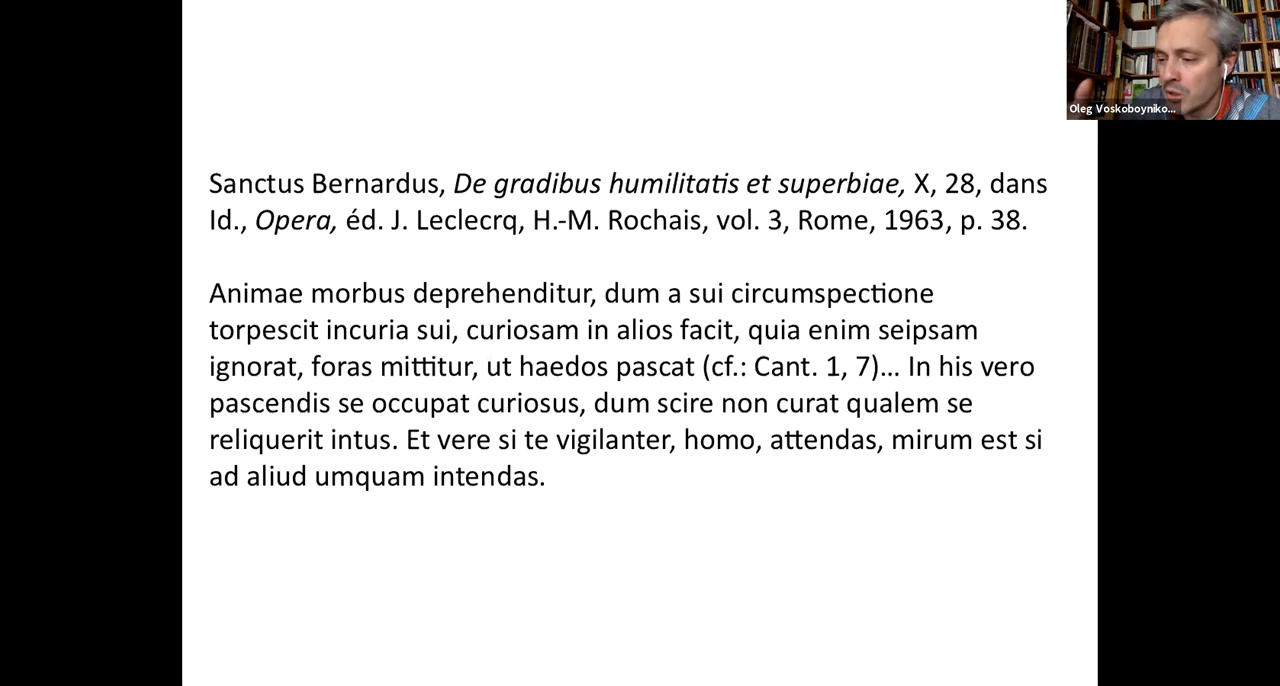 Oleg Voskoboyniko...
Sanctus Bernardus, De gradibus humilitatis et superbiae, X, 28, dans
Id., Opera, éd. J. Leclecrq, H.-M. Rochais, vol. 3, Rome, 1963, p. 38.
Animae morbus deprehenditur, dum a sui circumspectione
torpescit incuria sui, curiosam in alios facit, quia enim seipsam
ignorat, foras mittitur, ut haedos pascat (cf.: Cant. 1, 7)… In his vero
pascendis se occupat curiosus, dum scire non curat qualem se
reliquerit intus. Et vere si te vigilanter, homo, attendas, mirum est si
ad aliud umquam intendas.